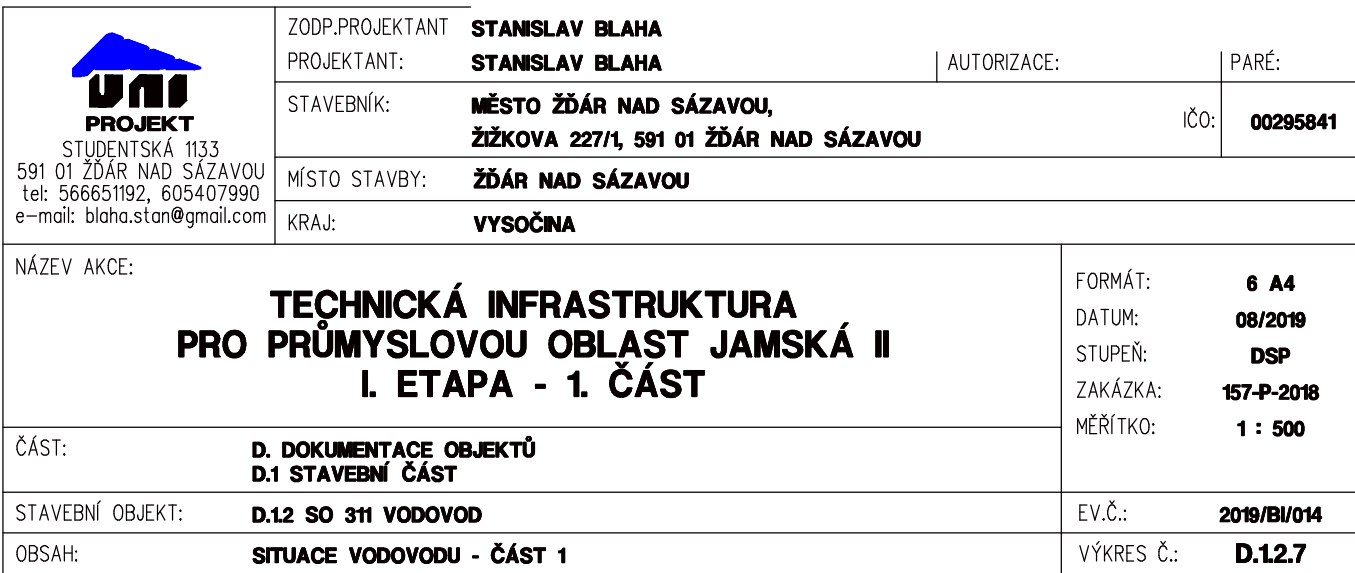 UNI
PROJEKT
STUDENTSKÁ 1133
591 01 ŽĎÁR NAD SÁZAVOU
tel: 566651192, 605407990
e-mail: blaha.stan@gmail.com
ZODP.PROJEKTANT STANISLAV BLAHA
PROJEKTANT: STANISLAV BLAHA AUTORIZACE: PARÉ:
STAVEBNÍK: MĚSTO ŽĎÁR NAD SÁZAVOU,
ŽIŽKOVA 227/1, 591 01 ŽĎÁR NAD SÁZAVOU IČO: 00295841
MÍSTO STAVBY: ŽĎÁR NAD SÁZAVOU
KRAJ: VYSOČINA
NÁZEV AKCE:
TECHNICKÁ INFRASTRUKTURA
PRO PRŮMYSLOVOU OBLAST JAMSKÁ II
I. ETAPA - 1. ČÁST
FORMÁT: 6 A4
DATUM: 08/2019
STUPEŇ: DSP
ZAKÁZKA: 157-P-2018
MĚŘÍTKO: 1 : 500
ČÁST: D. DOKUMENTACE OBJEKTŮ
D.1 STAVEBNÍ ČÁST
STAVEBNÍ OBJEKT: D.1.2 SO 311 VODOVOD
EV.Č.: 2019/Bl/014
OBSAH: SITUACE VODOVODU - ČÁST 1
VÝKRES Č.: D.1.2.7